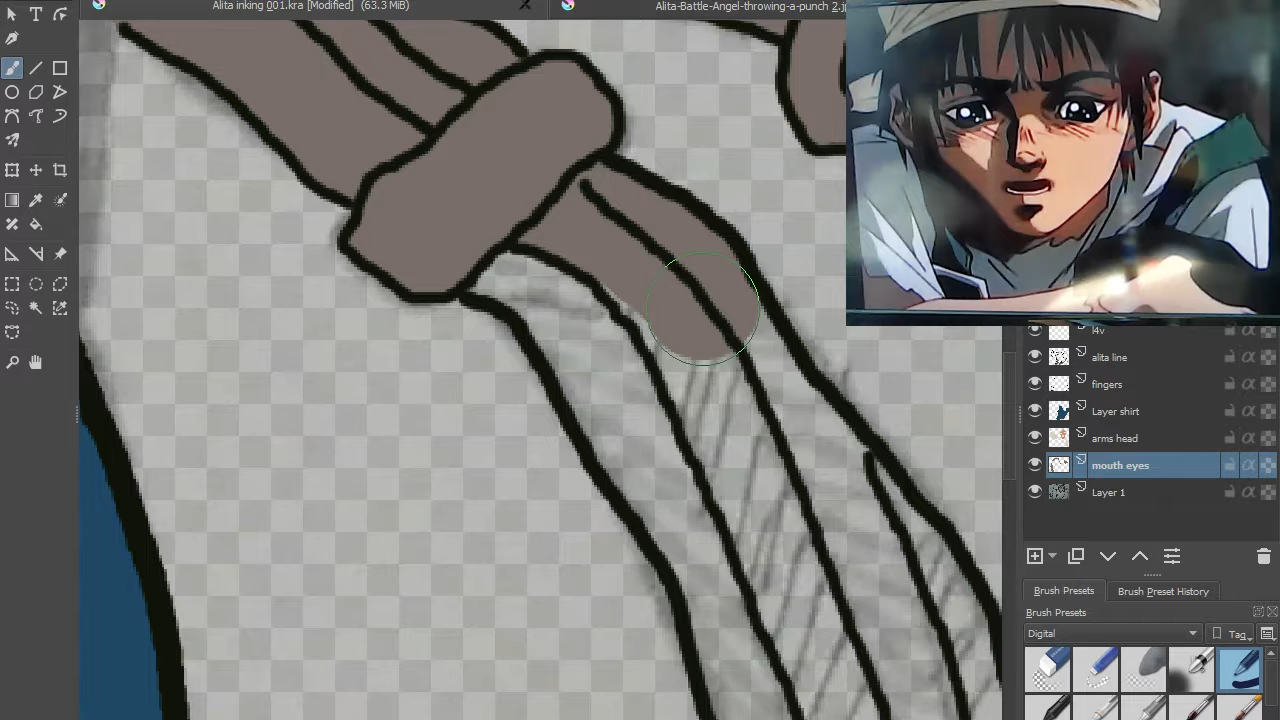 Alita inking 001.kra [Modified] (63.3 MiB)
Alita-Battle-Angel-throwing-a-punch 2.j
l4v
alita line
fingers
Layer shirt
arms head
mouth eyes
Layer 1
Brush Presets
Brush Preset History
Brush Presets
Digital
Tag